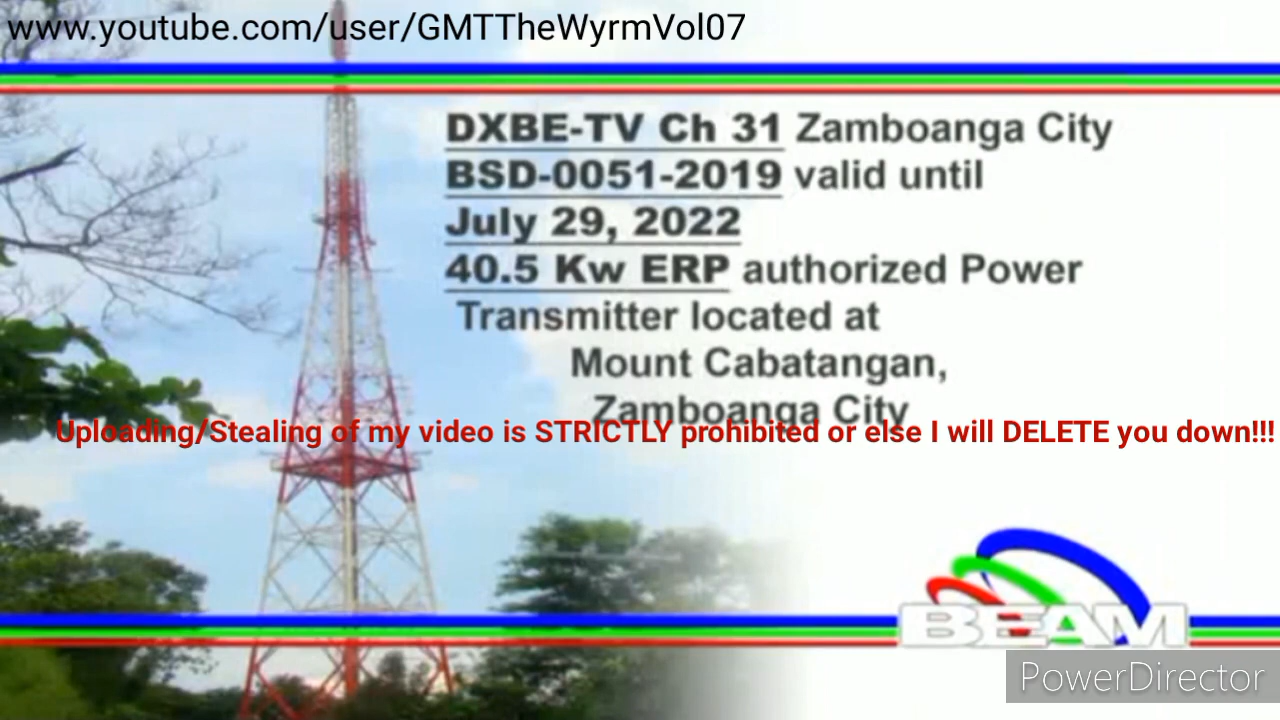 www.youtube.com/user/GMTTheWyrmVol07
DXBE-TV Ch 31 Zamboanga City
BSD-0051-2019 valid until
July 29, 2022
40.5 Kw ERP authorized Power
Transmitter located at
Mount Cabatangan,
Zamboanga City
Uploading/Stealing of my video is STRICTLY prohibited or else I will DELETE you down!!!
BEAM
PowerDirector